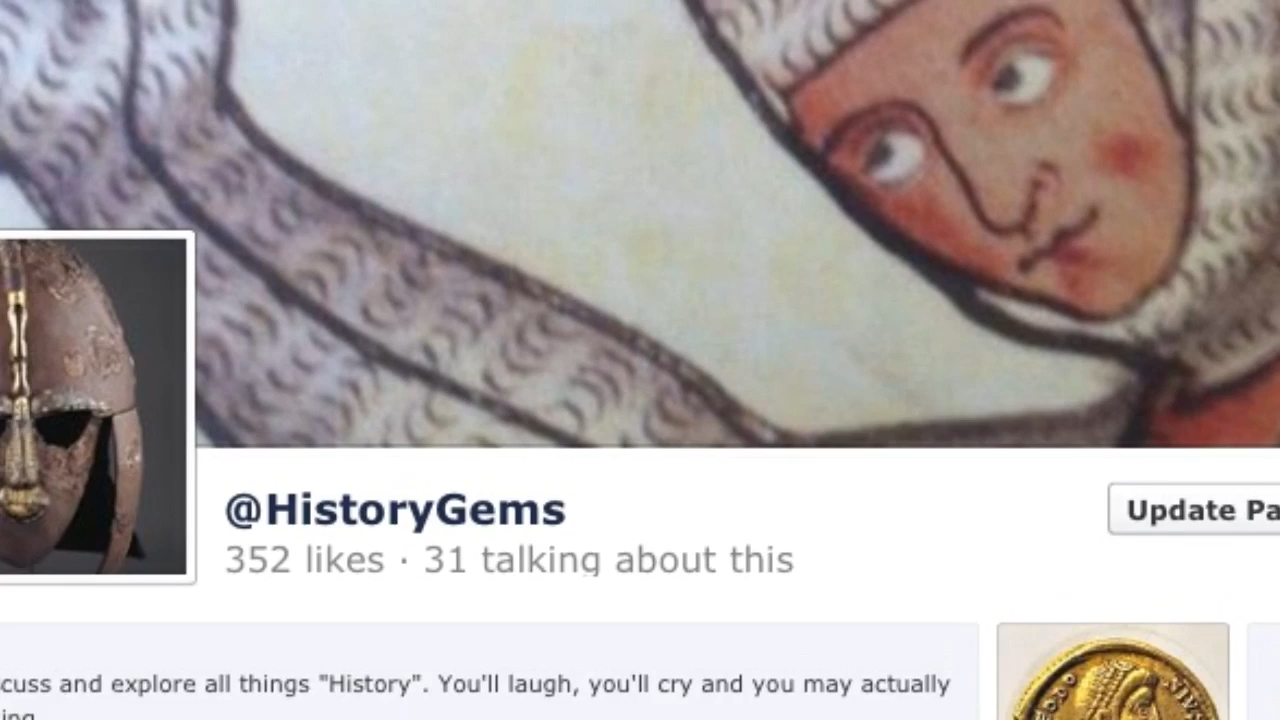 @HistoryGems
Update Pa
352 likes · 31 talking about this
cuss and explore all things "History". You'll laugh, you'll cry and you may actually
ing